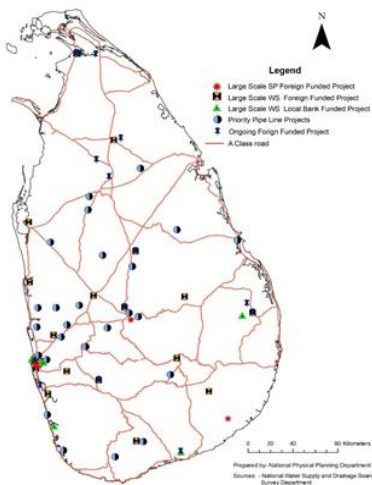 N
Legend
Large Scale SP Foreign Funded Project
Large Scale WS Foreign Funded Project
Large Scale WS Local Bank Funded Project
Priority Pipe Line Projects
Ongoing Forign Funded Project
A Class road
0 20 40 80 Kilometers
Prepared by- National Physical Planning Department
Sources - National Water Supply and Drainage Board
Survey Department